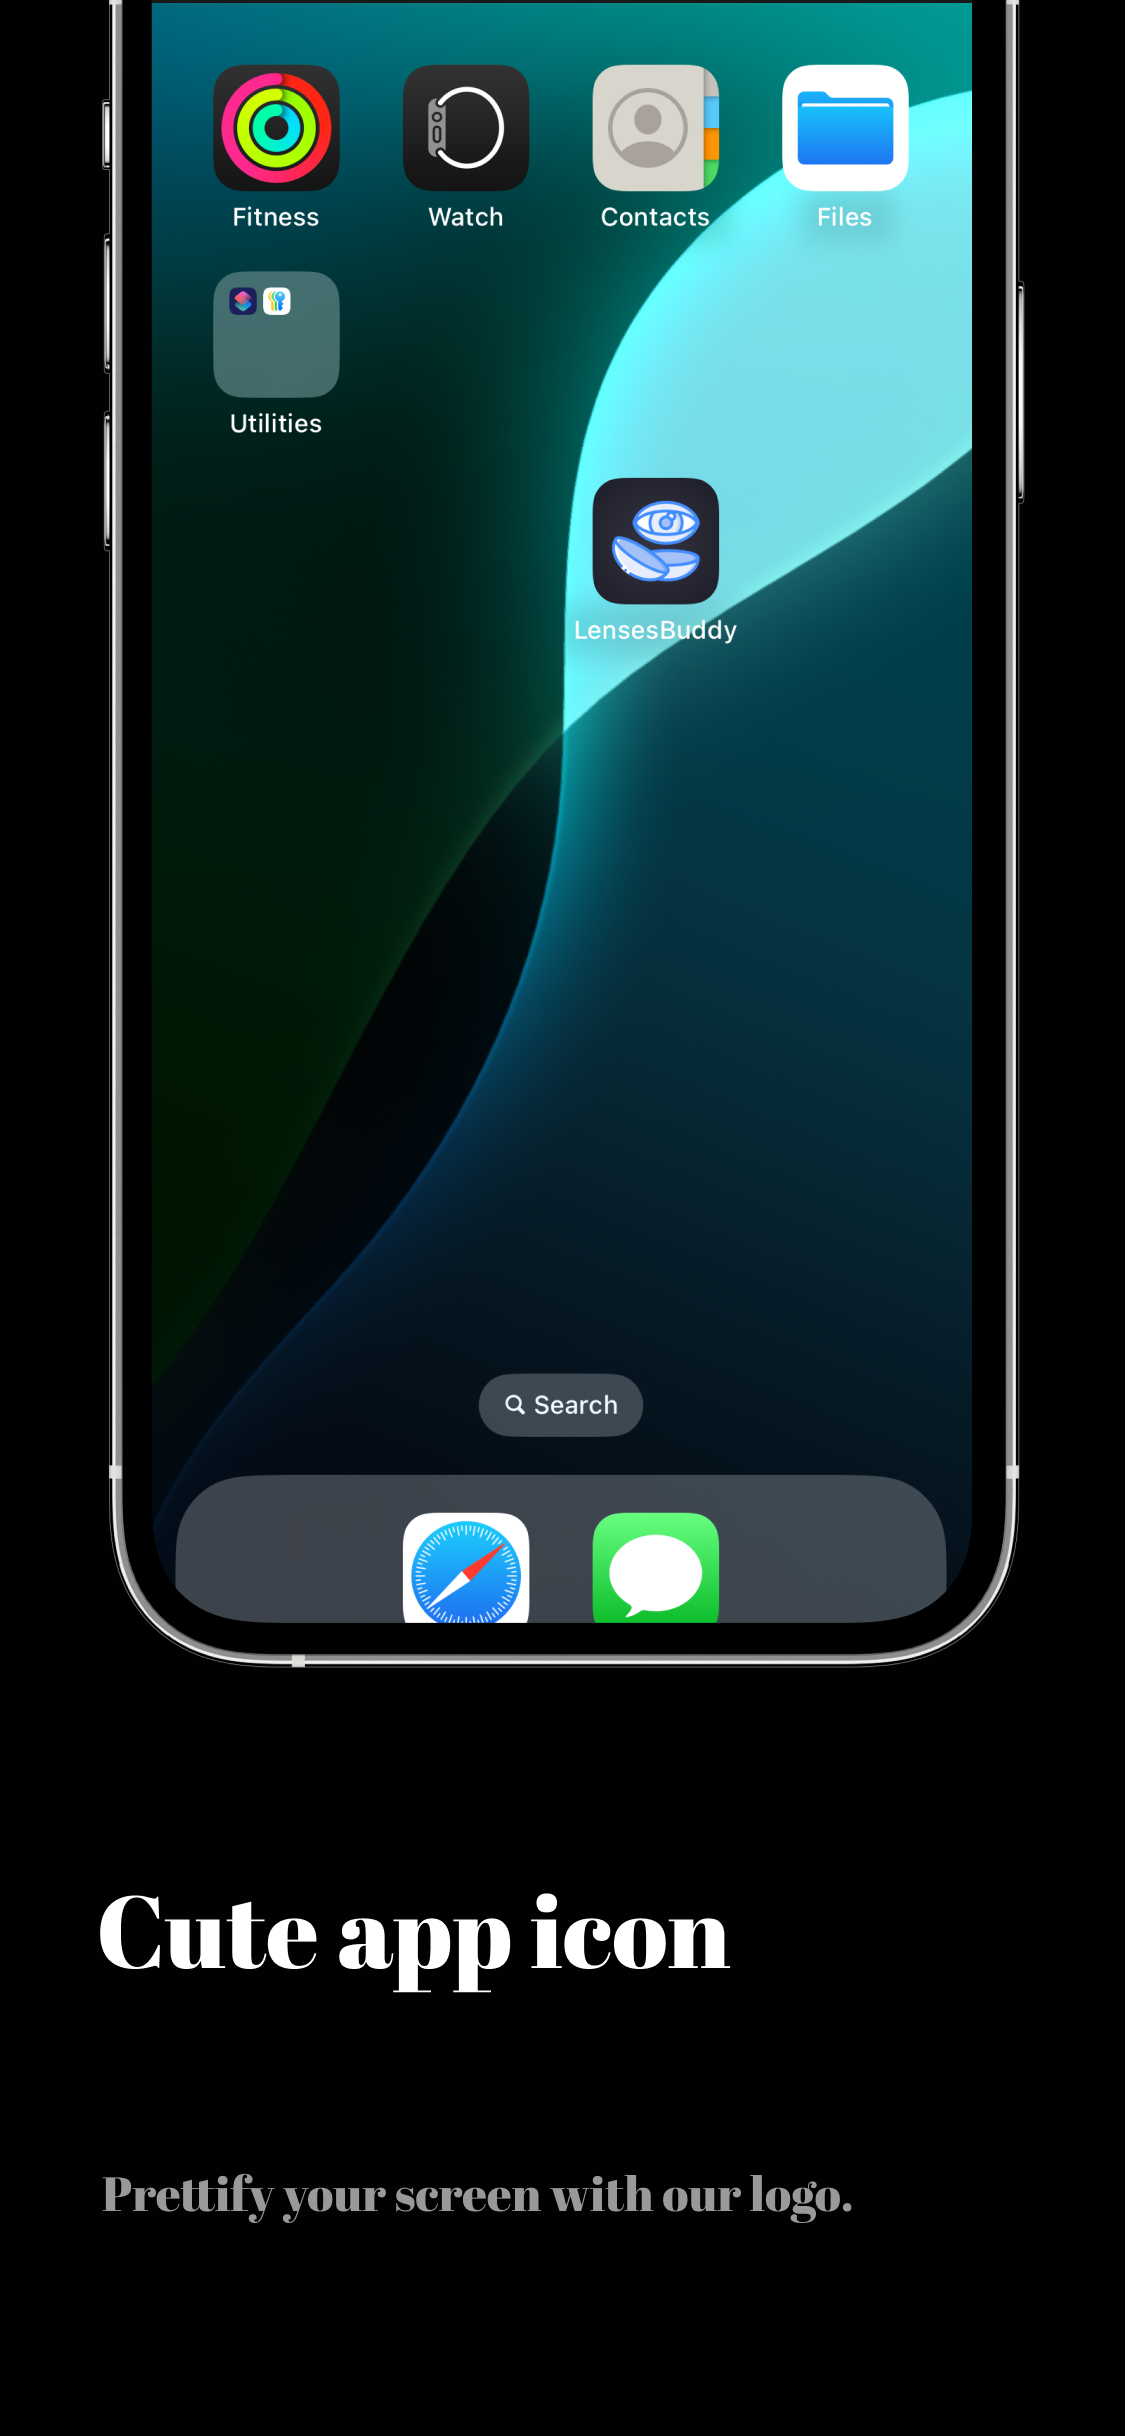 Fitness Watch Contacts Files
Utilities
LensesBuddy
Search
Cute app icon
Prettify your screen with our logo.